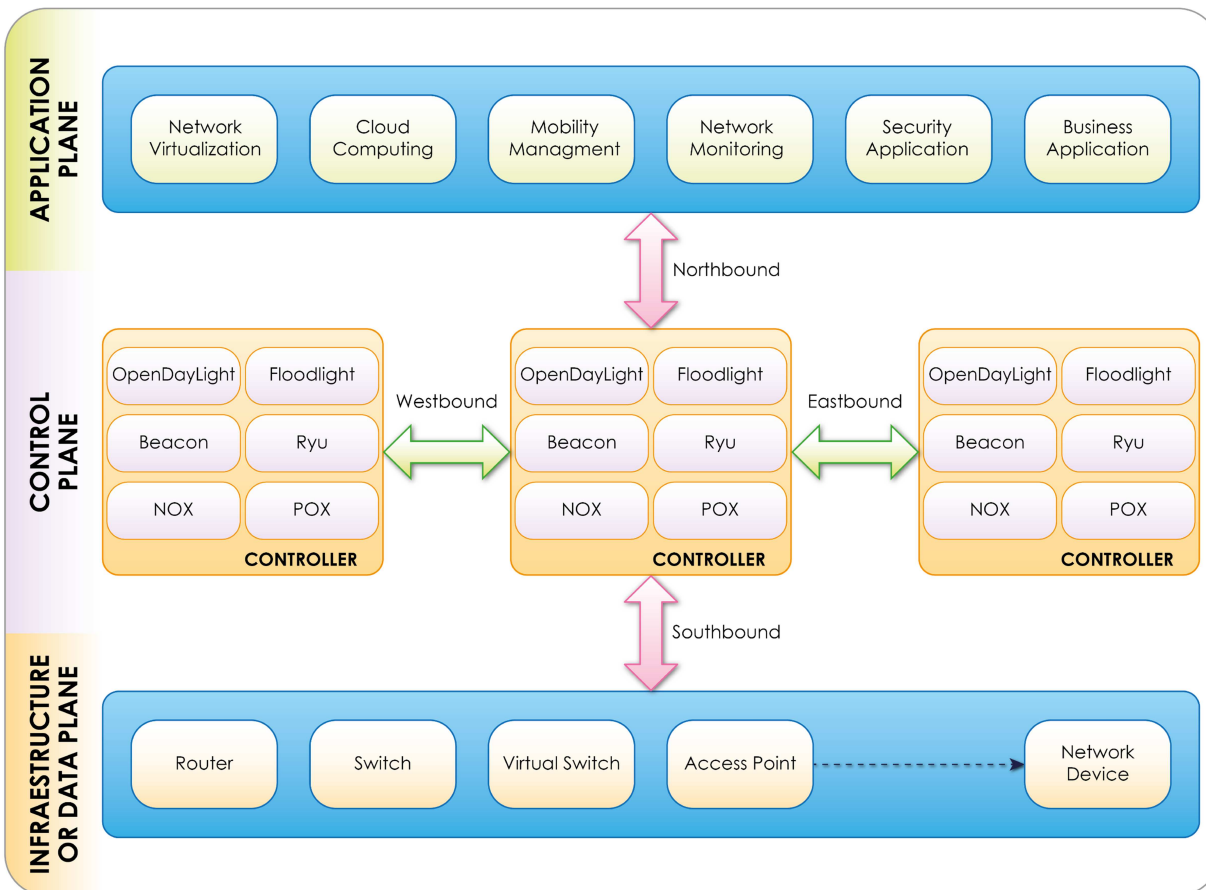 APPLICATION
PLANE
Network
Virtualization
Cloud
Computing
Mobility
Managment
Network
Monitoring
Security
Application
Business
Application
Northbound
CONTROL
PLANE
OpenDayLight
Floodlight
Beacon
Ryu
NOX
POX
CONTROLLER
Westbound
OpenDayLight
Floodlight
Beacon
Ryu
NOX
POX
CONTROLLER
Eastbound
OpenDayLight
Floodlight
Beacon
Ryu
NOX
POX
CONTROLLER
Southbound
INFRAESTRUCTURE
OR DATA PLANE
Router
Switch
Virtual Switch
Access Point
Network
Device